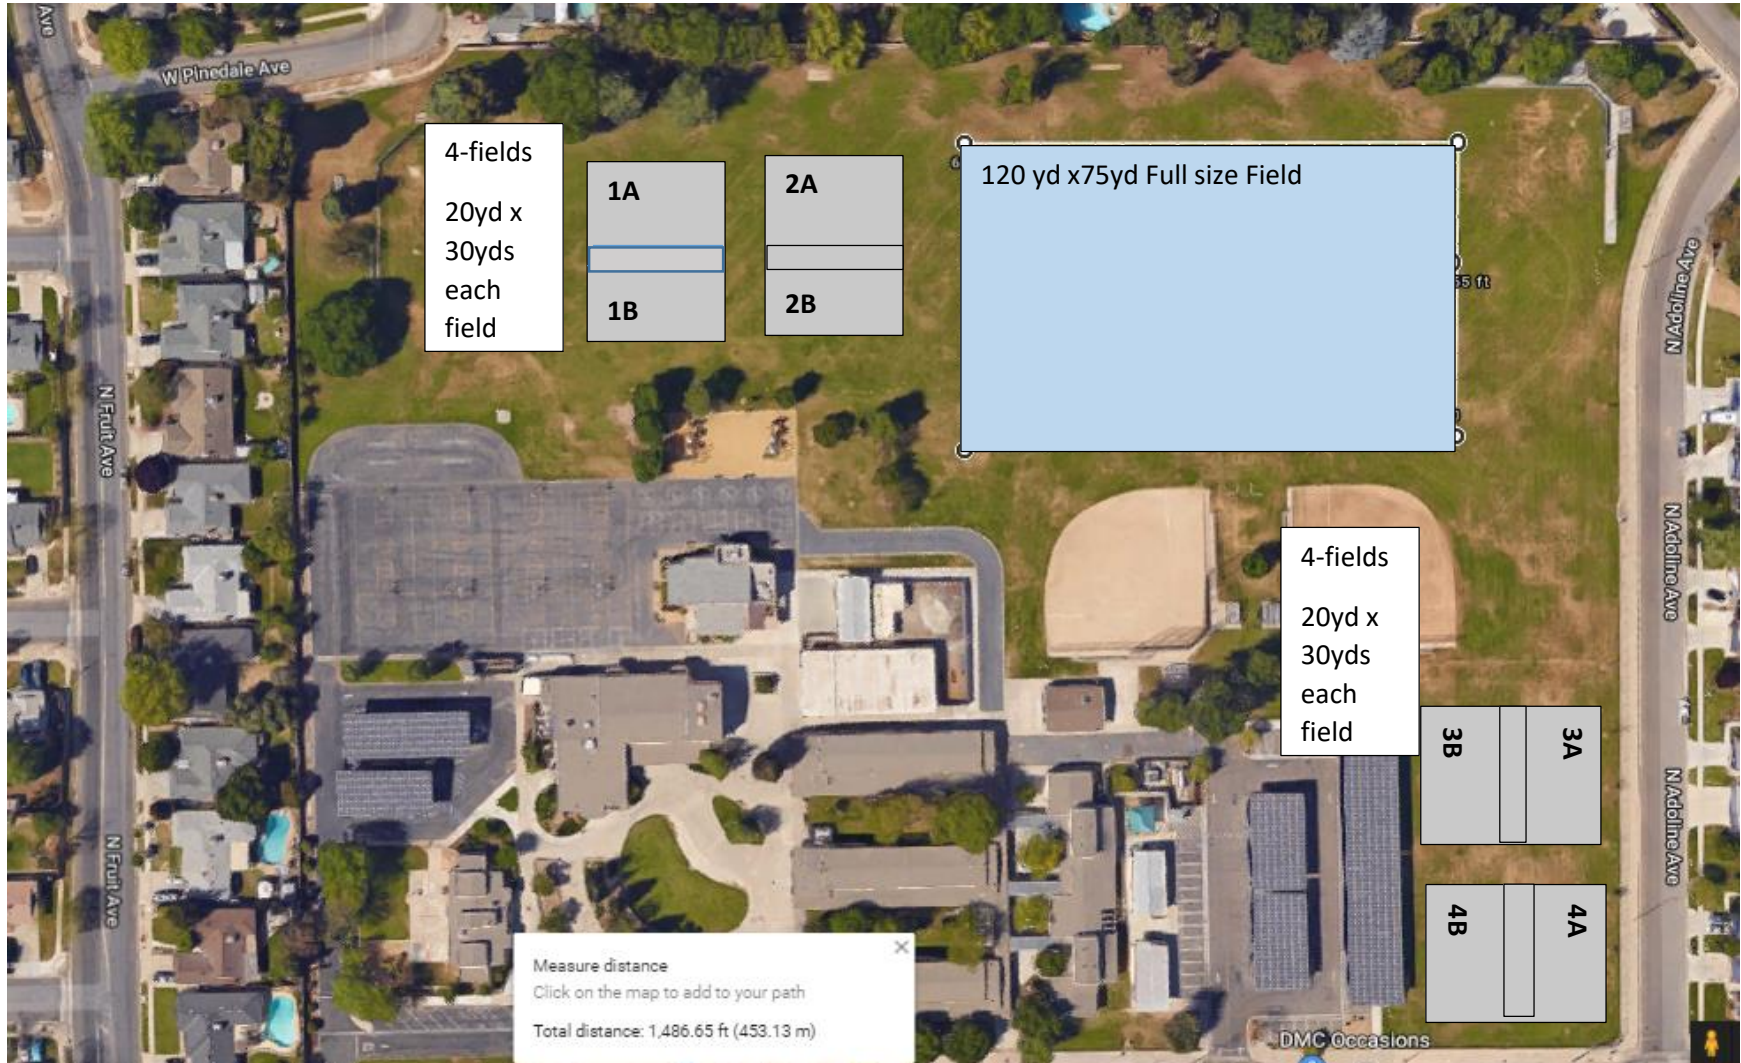 Ave
W Pinedale Ave
4-fields
20yd x
30yds
each
field
1A
1B
2A
2B
120 yd x75yd Full size Field
N Adoline Ave
N Fruit Ave
N Adoline Ave
4-fields
20yd x
30yds
each
field
3B
3A
N Adoline Ave
N Fruit Ave
4B
4A
Measure distance
Click on the map to add to your path
Total distance: 1,486.65 ft (453.13 m)
DMC Occasions